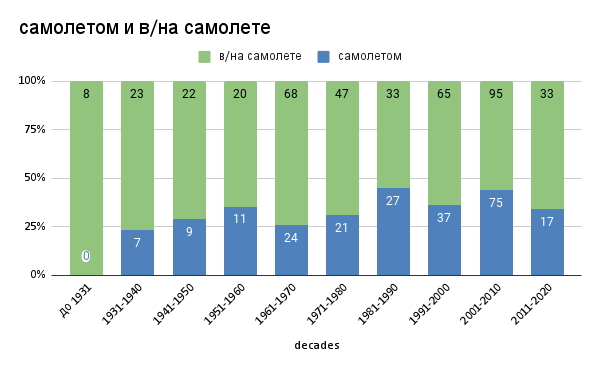 самолетом и в/на самолете
в/на самолете самолетом
100% 8 23 22 20 68 47 33 65 95 33
75%
50%
27 37 75 17
25% 7 9 11 24 21
0% 0
до 1931 1931-1940 1941-1950 1951-1960 1961-1970 1971-1980 1981-1990 1991-2000 2001-2010 2011-2020
decades